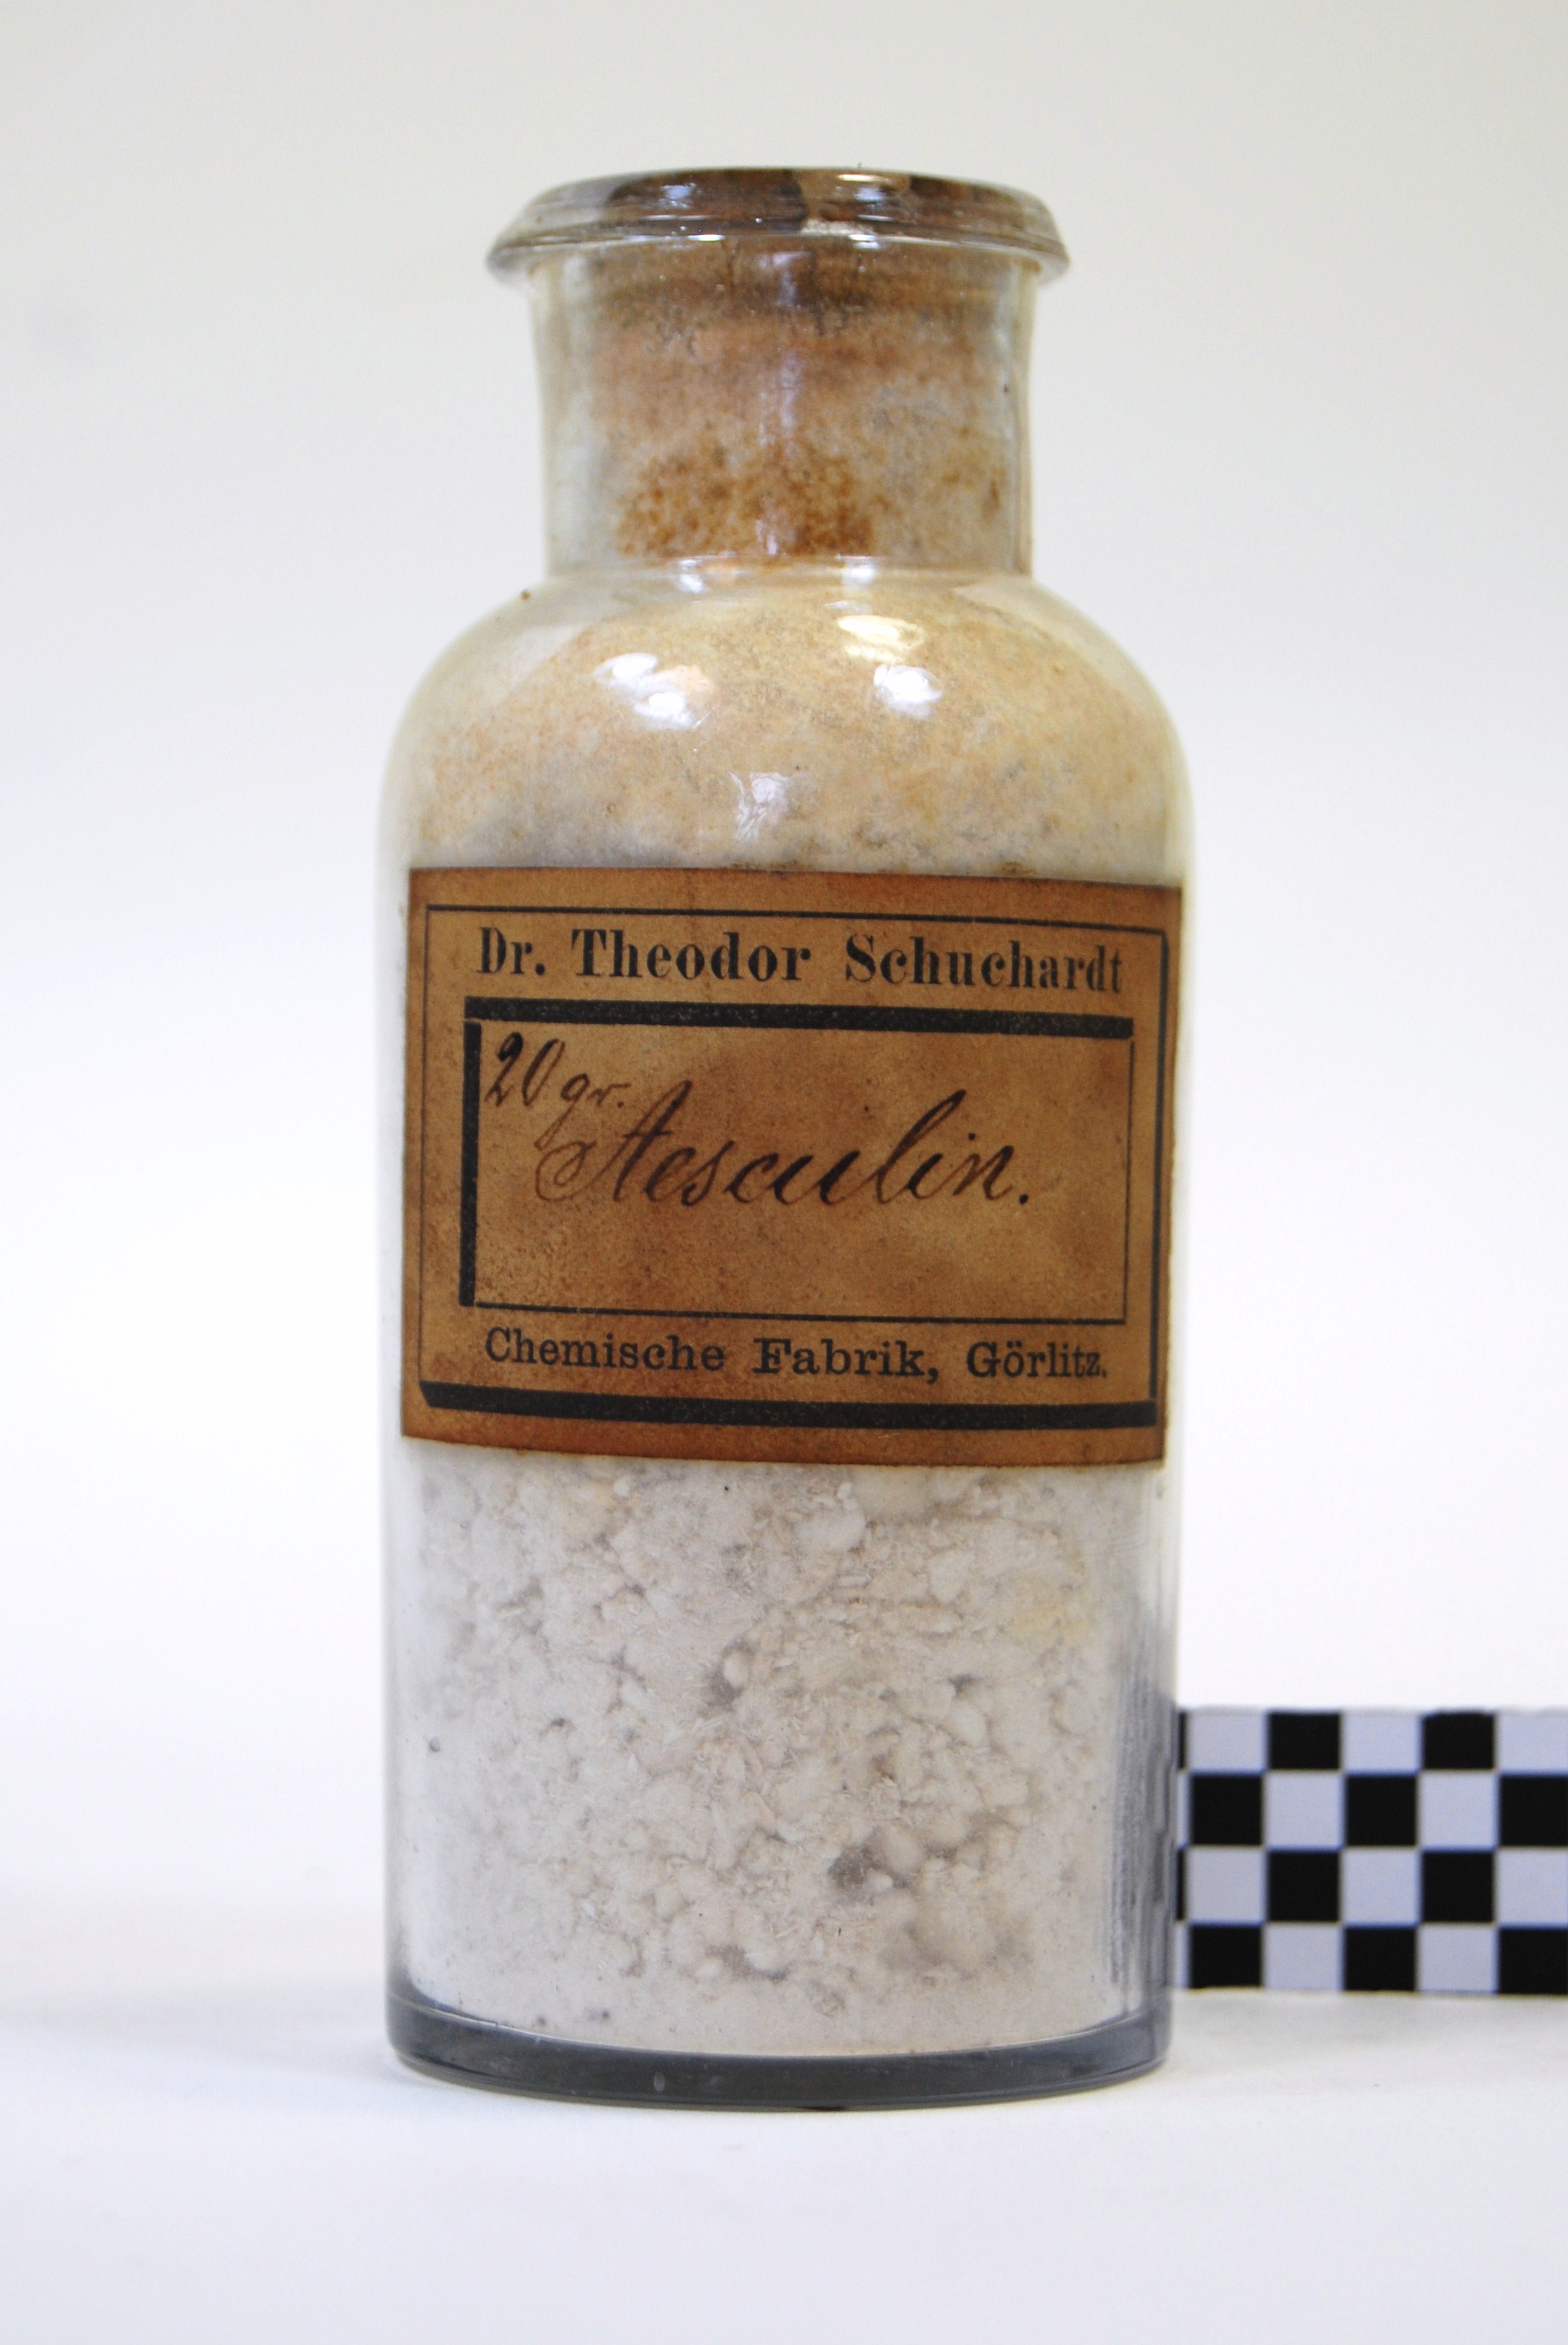 Dr. Theodor Schuchardt
20 gr.
Aesculin.
Chemische Fabrik, Görlitz.